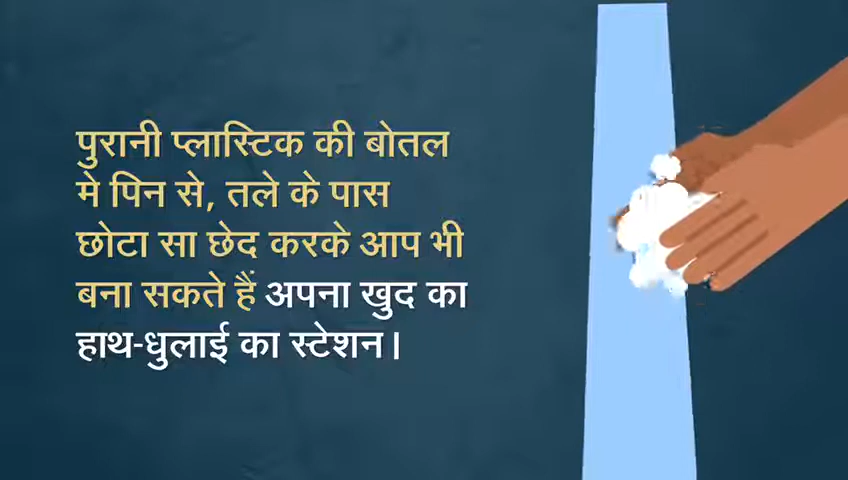 पुरानी प्लास्टिक की बोतल
मे पिन से, तले के पास
छोटा सा छेद करके आप भी
बना सकते हैं अपना खुद का
हाथ-धुलाई का स्टेशन।